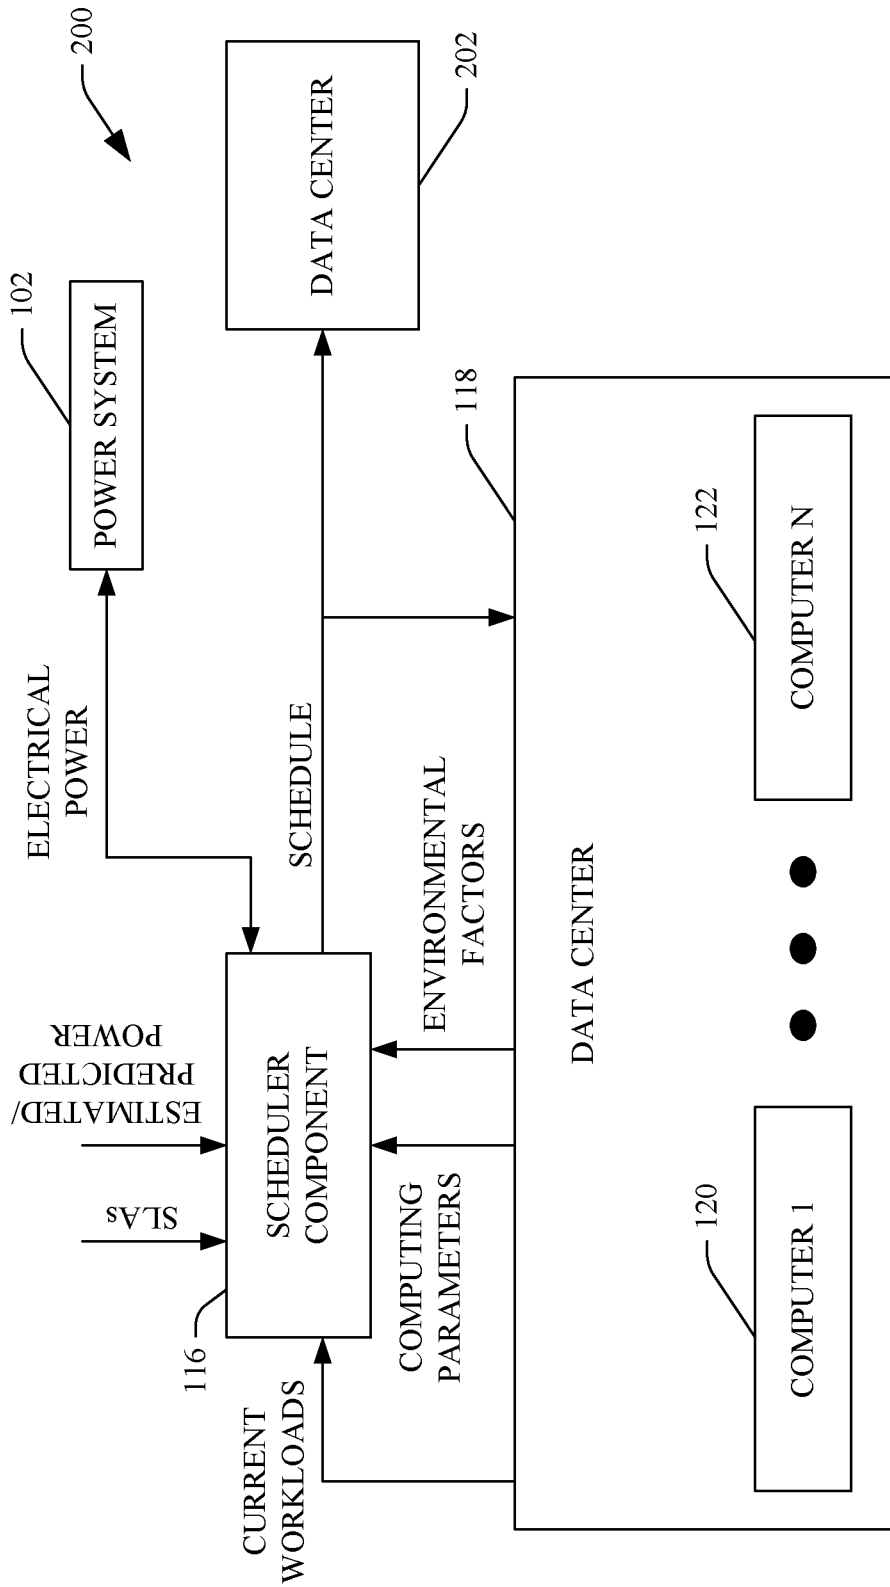 200
102
POWER SYSTEM
ELECTRICAL
POWER
ESTIMATED/
PREDICTED
POWER
SLAs
116
SCHEDULER
COMPONENT
SCHEDULE
DATA CENTER
202
CURRENT
WORKLOADS
COMPUTING
PARAMETERS
ENVIRONMENTAL
FACTORS
118
DATA CENTER
120
COMPUTER 1
122
COMPUTER N